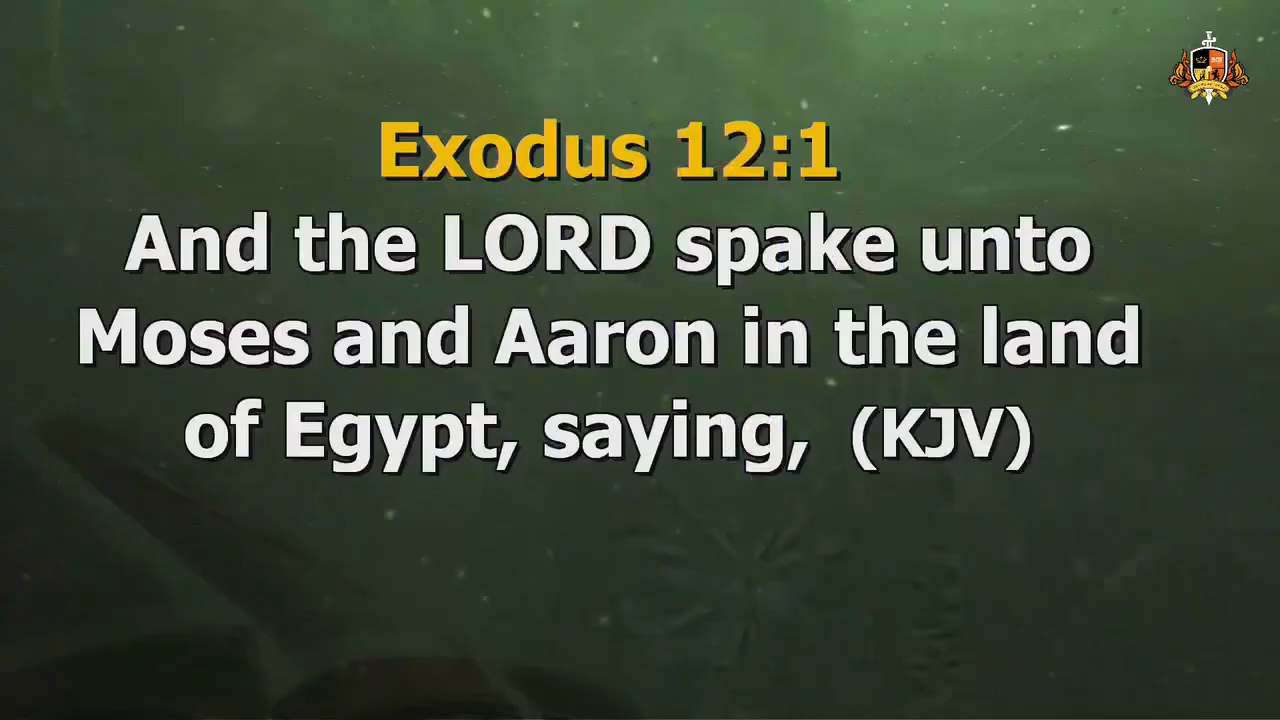 Exodus 12:1
And the LORD spake unto
Moses and Aaron in the land
of Egypt, saying, (KJV)